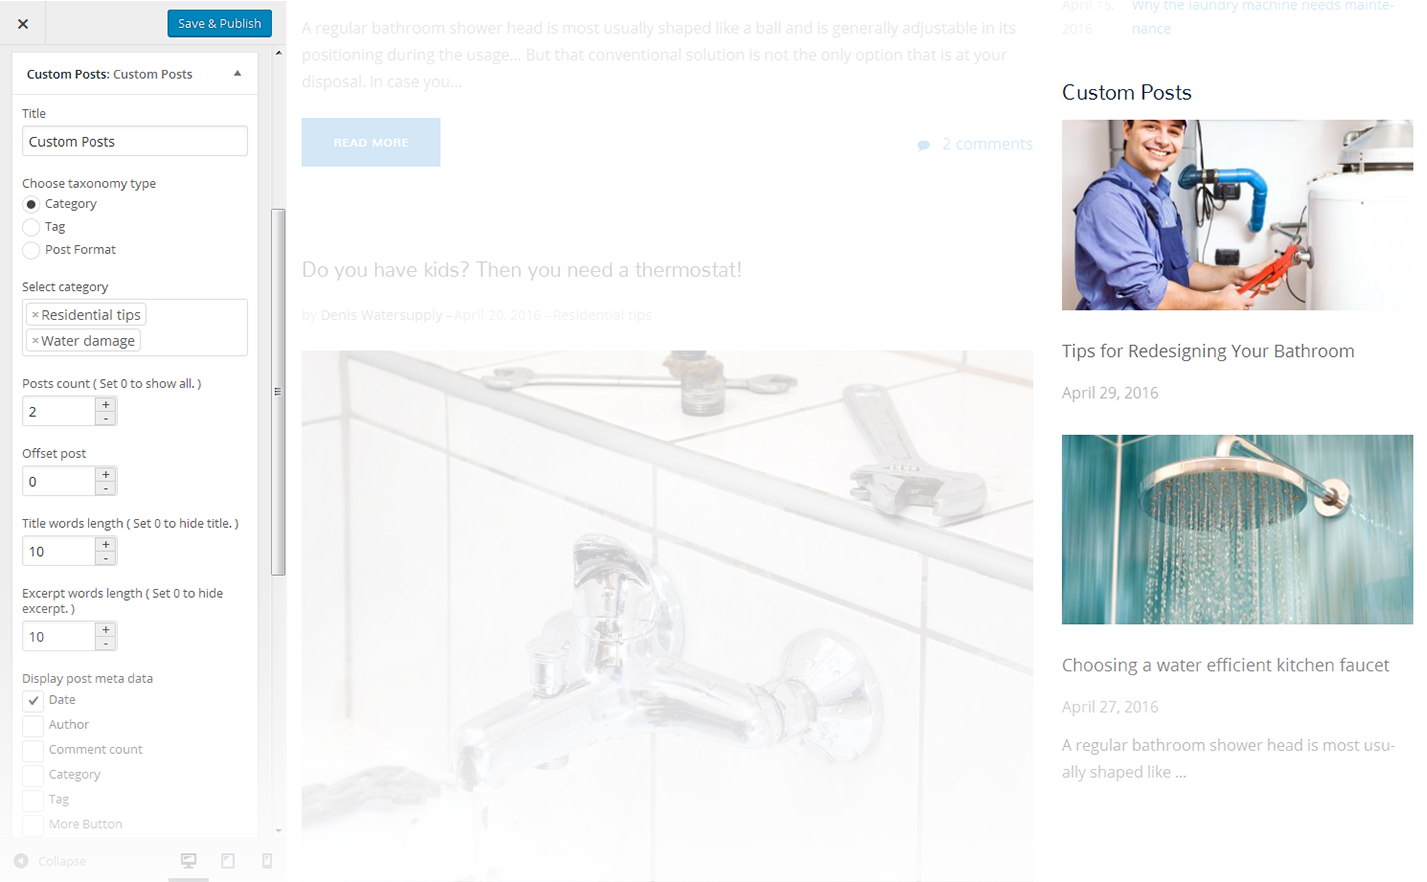 Save & Publish
Custom Posts: Custom Posts
Title
Custom Posts
Choose taxonomy type
Category
Tag
Post Format
Select category
× Residential tips
× Water damage
Posts count ( Set 0 to show all. )
2
+
-
Offset post
0
+
-
Title words length ( Set 0 to hide title. )
10
+
-
Excerpt words length ( Set 0 to hide
excerpt. )
10
+
-
Display post meta data
Date
Author
Comment count
Category
Tag
More Button
Collapse
A regular bathroom shower head is most usually shaped like a ball and is generally adjustable in its
positioning during the usage... But that conventional solution is not the only option that is at your
disposal. In case you...
READ MORE
2 comments
Do you have kids? Then you need a thermostat!
by Denis Watersupply – April 20, 2016 – Residential tips
April 15,
2016
Why the laundry machine needs mainte-
nance
Custom Posts
Tips for Redesigning Your Bathroom
April 29, 2016
Choosing a water efficient kitchen faucet
April 27, 2016
A regular bathroom shower head is most usu-
ally shaped like ...